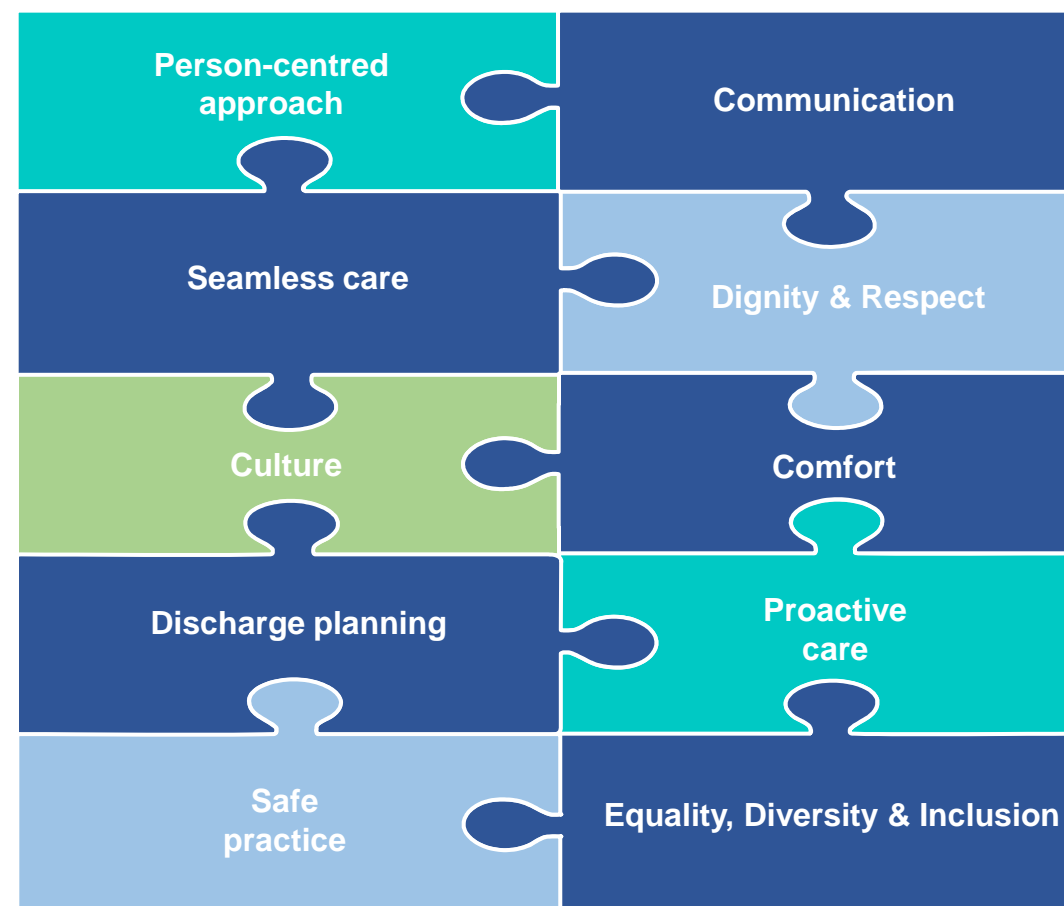 Person-centred
approach
Communication
Seamless care
Dignity & Respect
Culture
Comfort
Discharge planning
Proactive
care
Safe
practice
Equality, Diversity & Inclusion